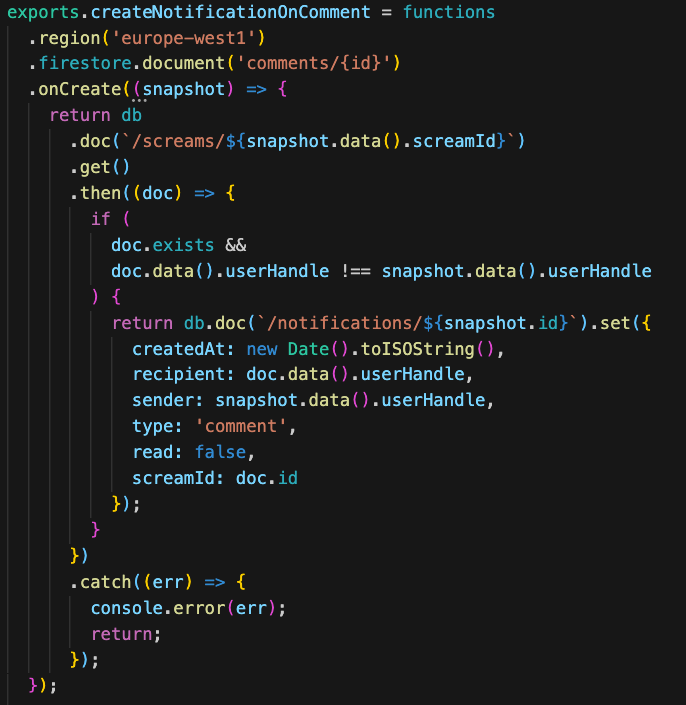 exports.createNotificationOnComment = functions
  .region('europe-west1')
  .firestore.document('comments/{id}')
  .onCreate((snapshot) => {
    return db
      .doc(`/screams/${snapshot.data().screamId}`)
      .get()
      .then((doc) => {
        if (
          doc.exists &&
          doc.data().userHandle !== snapshot.data().userHandle
        ) {
          return db.doc(`/notifications/${snapshot.id}`).set({
            createdAt: new Date().toISOString(),
            recipient: doc.data().userHandle,
            sender: snapshot.data().userHandle,
            type: 'comment',
            read: false,
            screamId: doc.id
          });
        }
      })
      .catch((err) => {
        console.error(err);
        return;
      });
  });